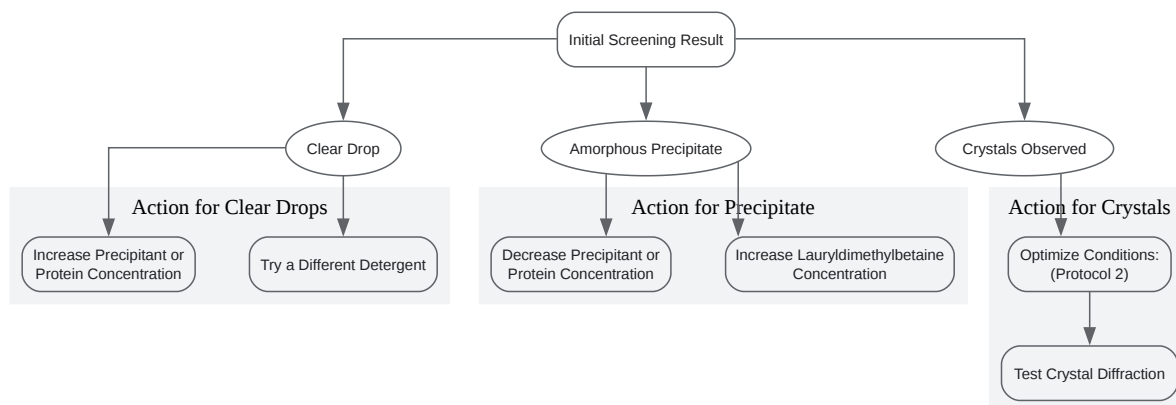 Initial Screening Result
Clear Drop
Amorphous Precipitate
Crystals Observed
Action for Clear Drops
Action for Precipitate
Action for Crystals
Increase Precipitant or
Protein Concentration
Try a Different Detergent
Decrease Precipitant or
Protein Concentration
Increase Lauryldimethylbetaine
Concentration
Optimize Conditions:
(Protocol 2)
Test Crystal Diffraction